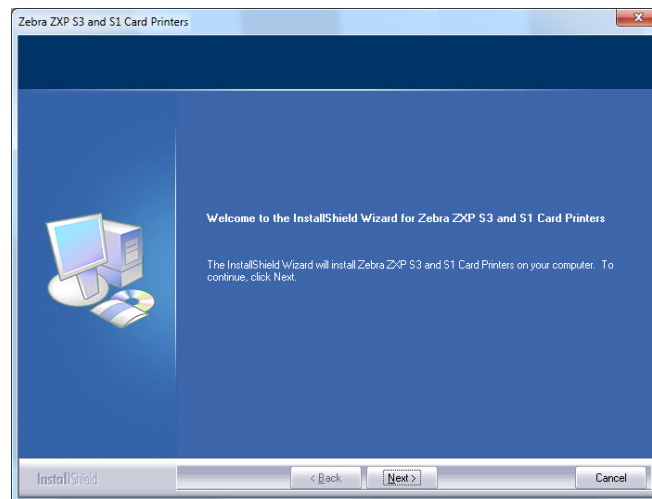 Zebra ZXP S3 and S1 Card Printers
Welcome to the InstallShield Wizard for Zebra ZXP S3 and S1 Card Printers
The InstallShield Wizard will install Zebra ZXP S3 and S1 Card Printers on your computer. To
continue, click Next.
InstallShield
< Back
Next >
Cancel